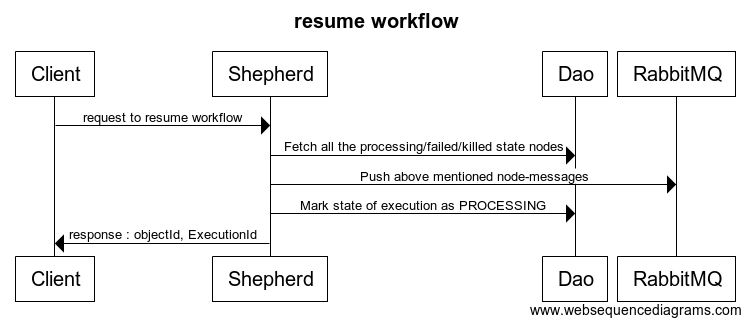 resume workflow
Client
Shepherd
Dao
RabbitMQ
request to resume workflow
Fetch all the processing/failed/killed state nodes
Push above mentioned node-messages
Mark state of execution as PROCESSING
response : objectId, ExecutionId
Client
Shepherd
Dao
RabbitMQ
www.websequencediagrams.com